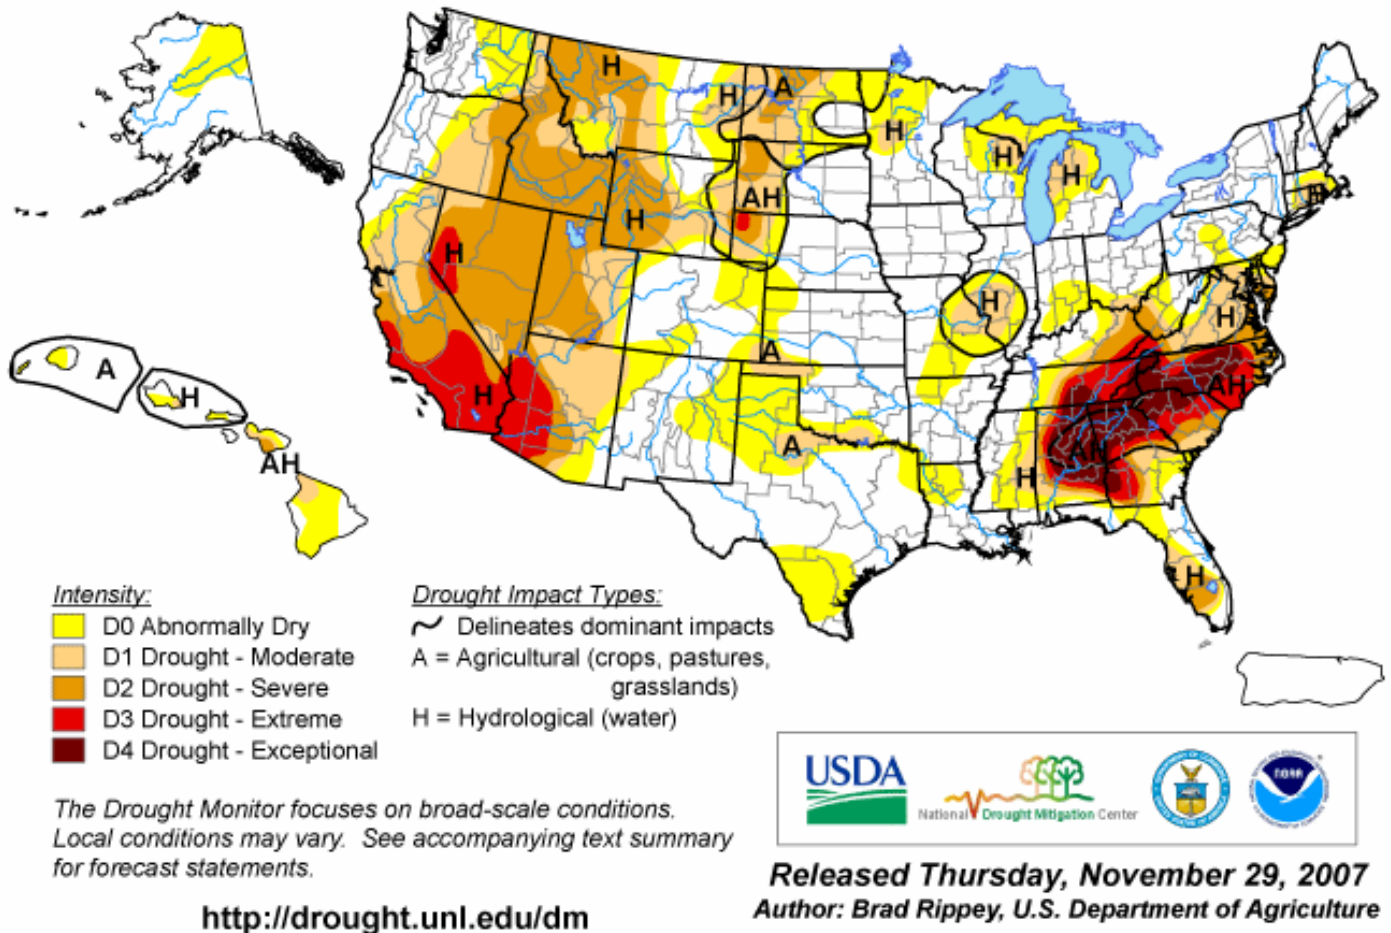 H
A
H
H
H
H
H
AH
H
H
H
H
A
A
AH
H
H
A
AH
AH
H
H
Intensity:
D0 Abnormally Dry
D1 Drought - Moderate
D2 Drought - Severe
D3 Drought - Extreme
D4 Drought - Exceptional
Drought Impact Types:
Delineates dominant impacts
A = Agricultural (crops, pastures,
grasslands)
H = Hydrological (water)
The Drought Monitor focuses on broad-scale conditions.
Local conditions may vary. See accompanying text summary
for forecast statements.
http://drought.unl.edu/dm
USDA
National Drought Mitigation Center
NOAA
Released Thursday, November 29, 2007
Author: Brad Rippey, U.S. Department of Agriculture